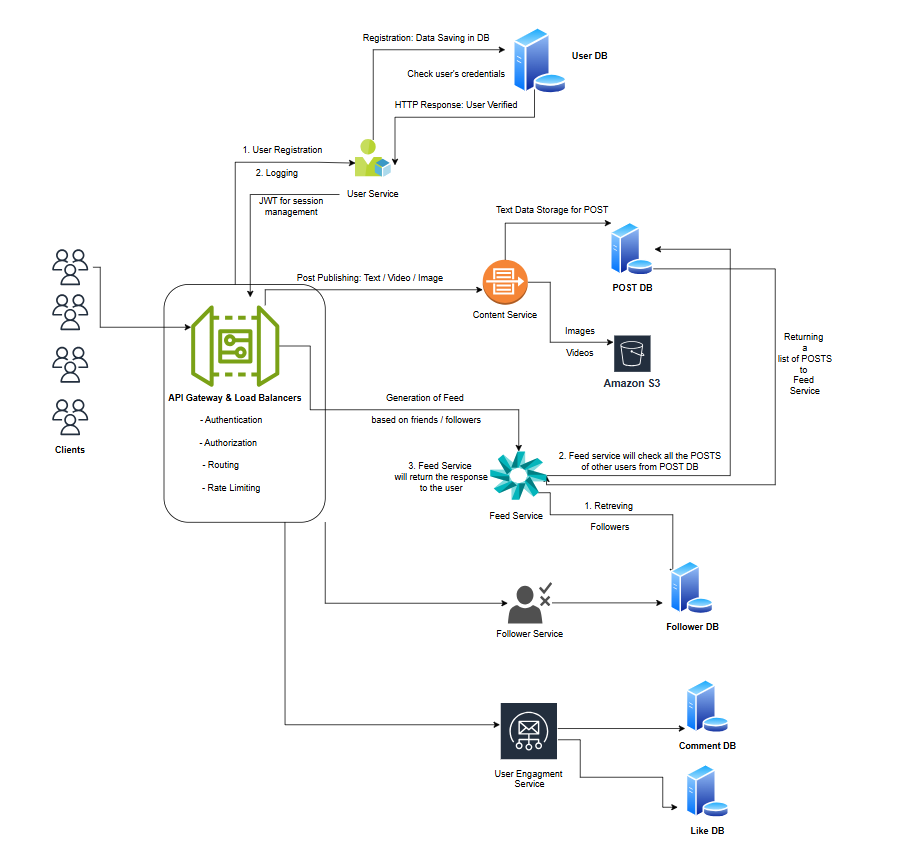 Registration: Data Saving in DB
User DB
Check user's credentials
HTTP Response: User Verified
1. User Registration
2. Logging
User Service
JWT for session
management
Text Data Storage for POST
Post Publishing: Text / Video / Image
POST DB
Content Service
Images
Videos
Amazon S3
Returning
a
list of POSTS
to
Feed
Service
API Gateway & Load Balancers
- Authentication
- Authorization
- Routing
- Rate Limiting
Clients
Generation of Feed
based on friends / followers
3. Feed Service
will return the response
to the user
2. Feed service will check all the POSTS
of other users from POST DB
Feed Service
1. Retreving
Followers
Follower Service
Follower DB
User Engagment
Service
Comment DB
Like DB